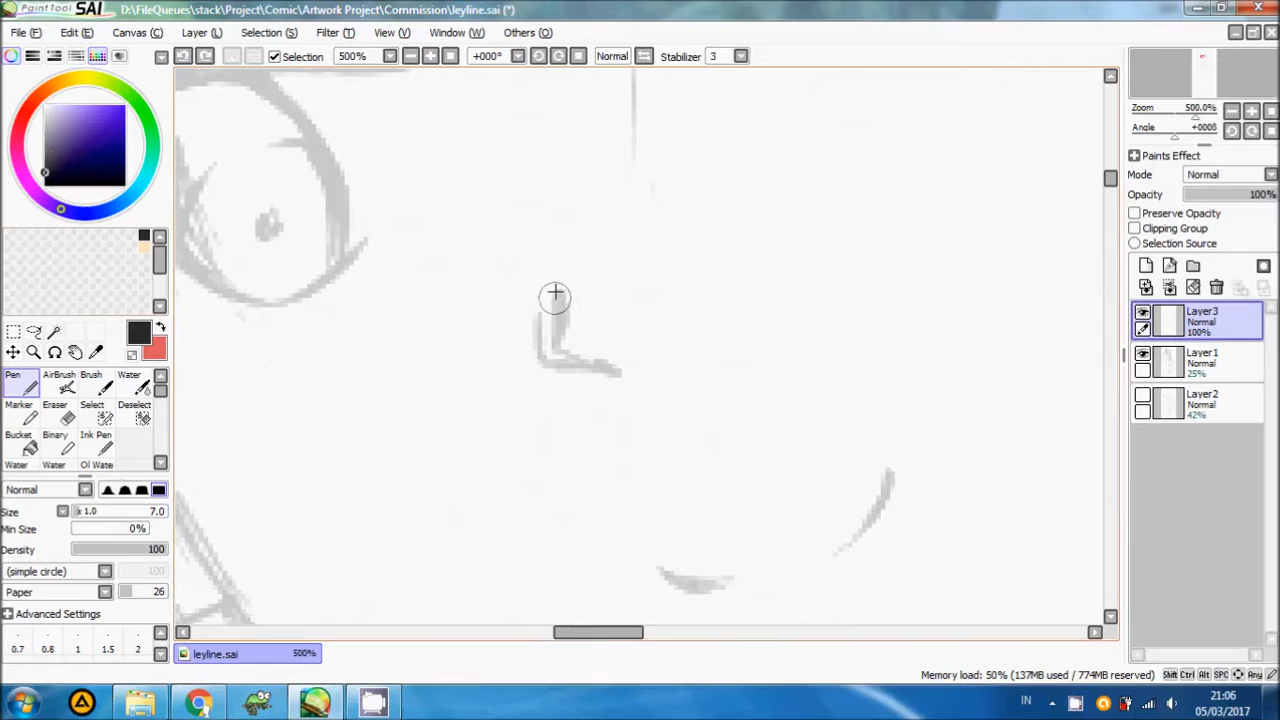 PaintTool SAI D:\FileQueues\stack\Project\Comic\Artwork Project\Commission\leyline.sai (*)
File (F) Edit (E) Canvas (C) Layer (L) Selection (S) Filter (T) View (V) Window (W) Others (O)
Selection 500% +000° Normal Stabilizer 3
Zoom 500.0%
Angle +0008
Paints Effect
Mode Normal
Opacity 100%
Preserve Opacity
Clipping Group
Selection Source
Layer3
Normal
100%
Layer1
Normal
25%
Layer2
Normal
42%
Pen AirBrush Brush Water
Marker Eraser Select Deselect
Bucket Binary Ink Pen
Water Water Ol Wate
Normal
Size x 1.0 7.0
Min Size 0%
Density 100
(simple circle) 100
Paper 26
Advanced Settings
0.7 0.8 1 1.5 2
leyline.sai 500%
Memory load: 50% (137MB used / 774MB reserved) Shift Ctrl Alt SPC Any
IN 21:06
05/03/2017